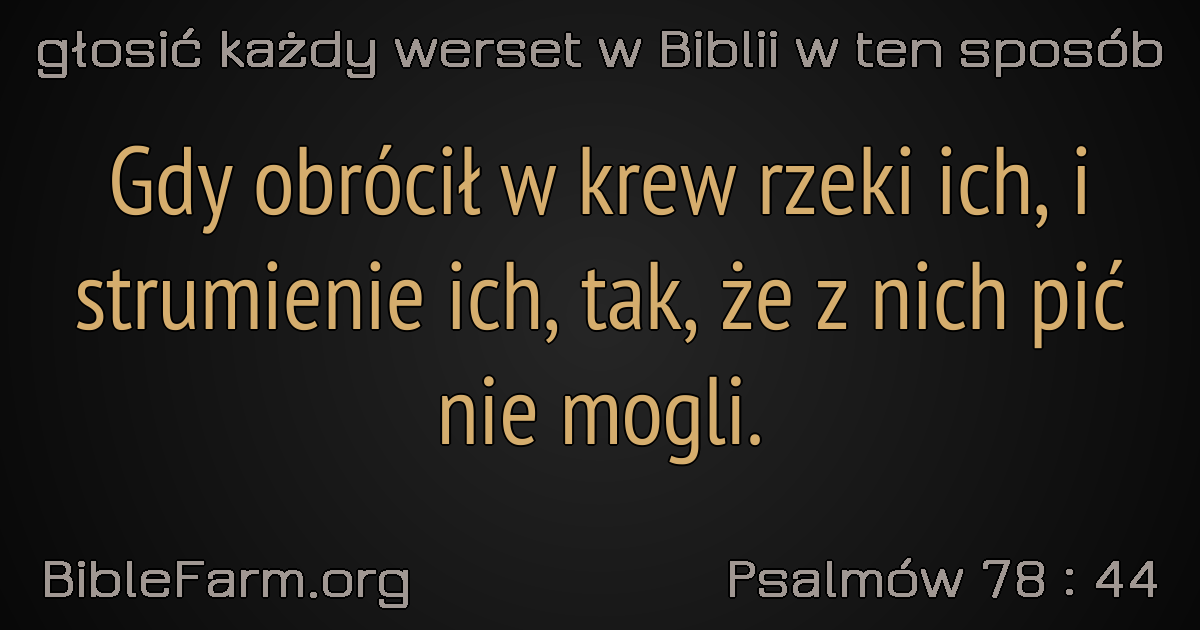 głosić każdy werset w Biblii w ten sposób
Gdy obrócił w krew rzeki ich, i
strumienie ich, tak, że z nich pić
nie mogli.
BibleFarm.org
Psalmów 78 : 44